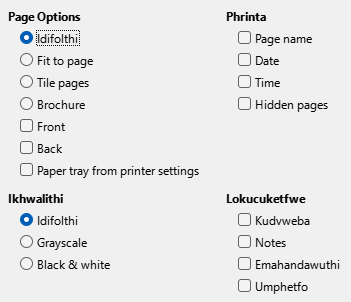 Page Options
Idifolthi
Fit to page
Tile pages
Brochure
Front
Back
Paper tray from printer settings
Phrinta
Page name
Date
Time
Hidden pages
Ikhwalithi
Idifolthi
Grayscale
Black & white
Lokucuketfwe
Kudvweba
Notes
Emahandawuthi
Umphetfo